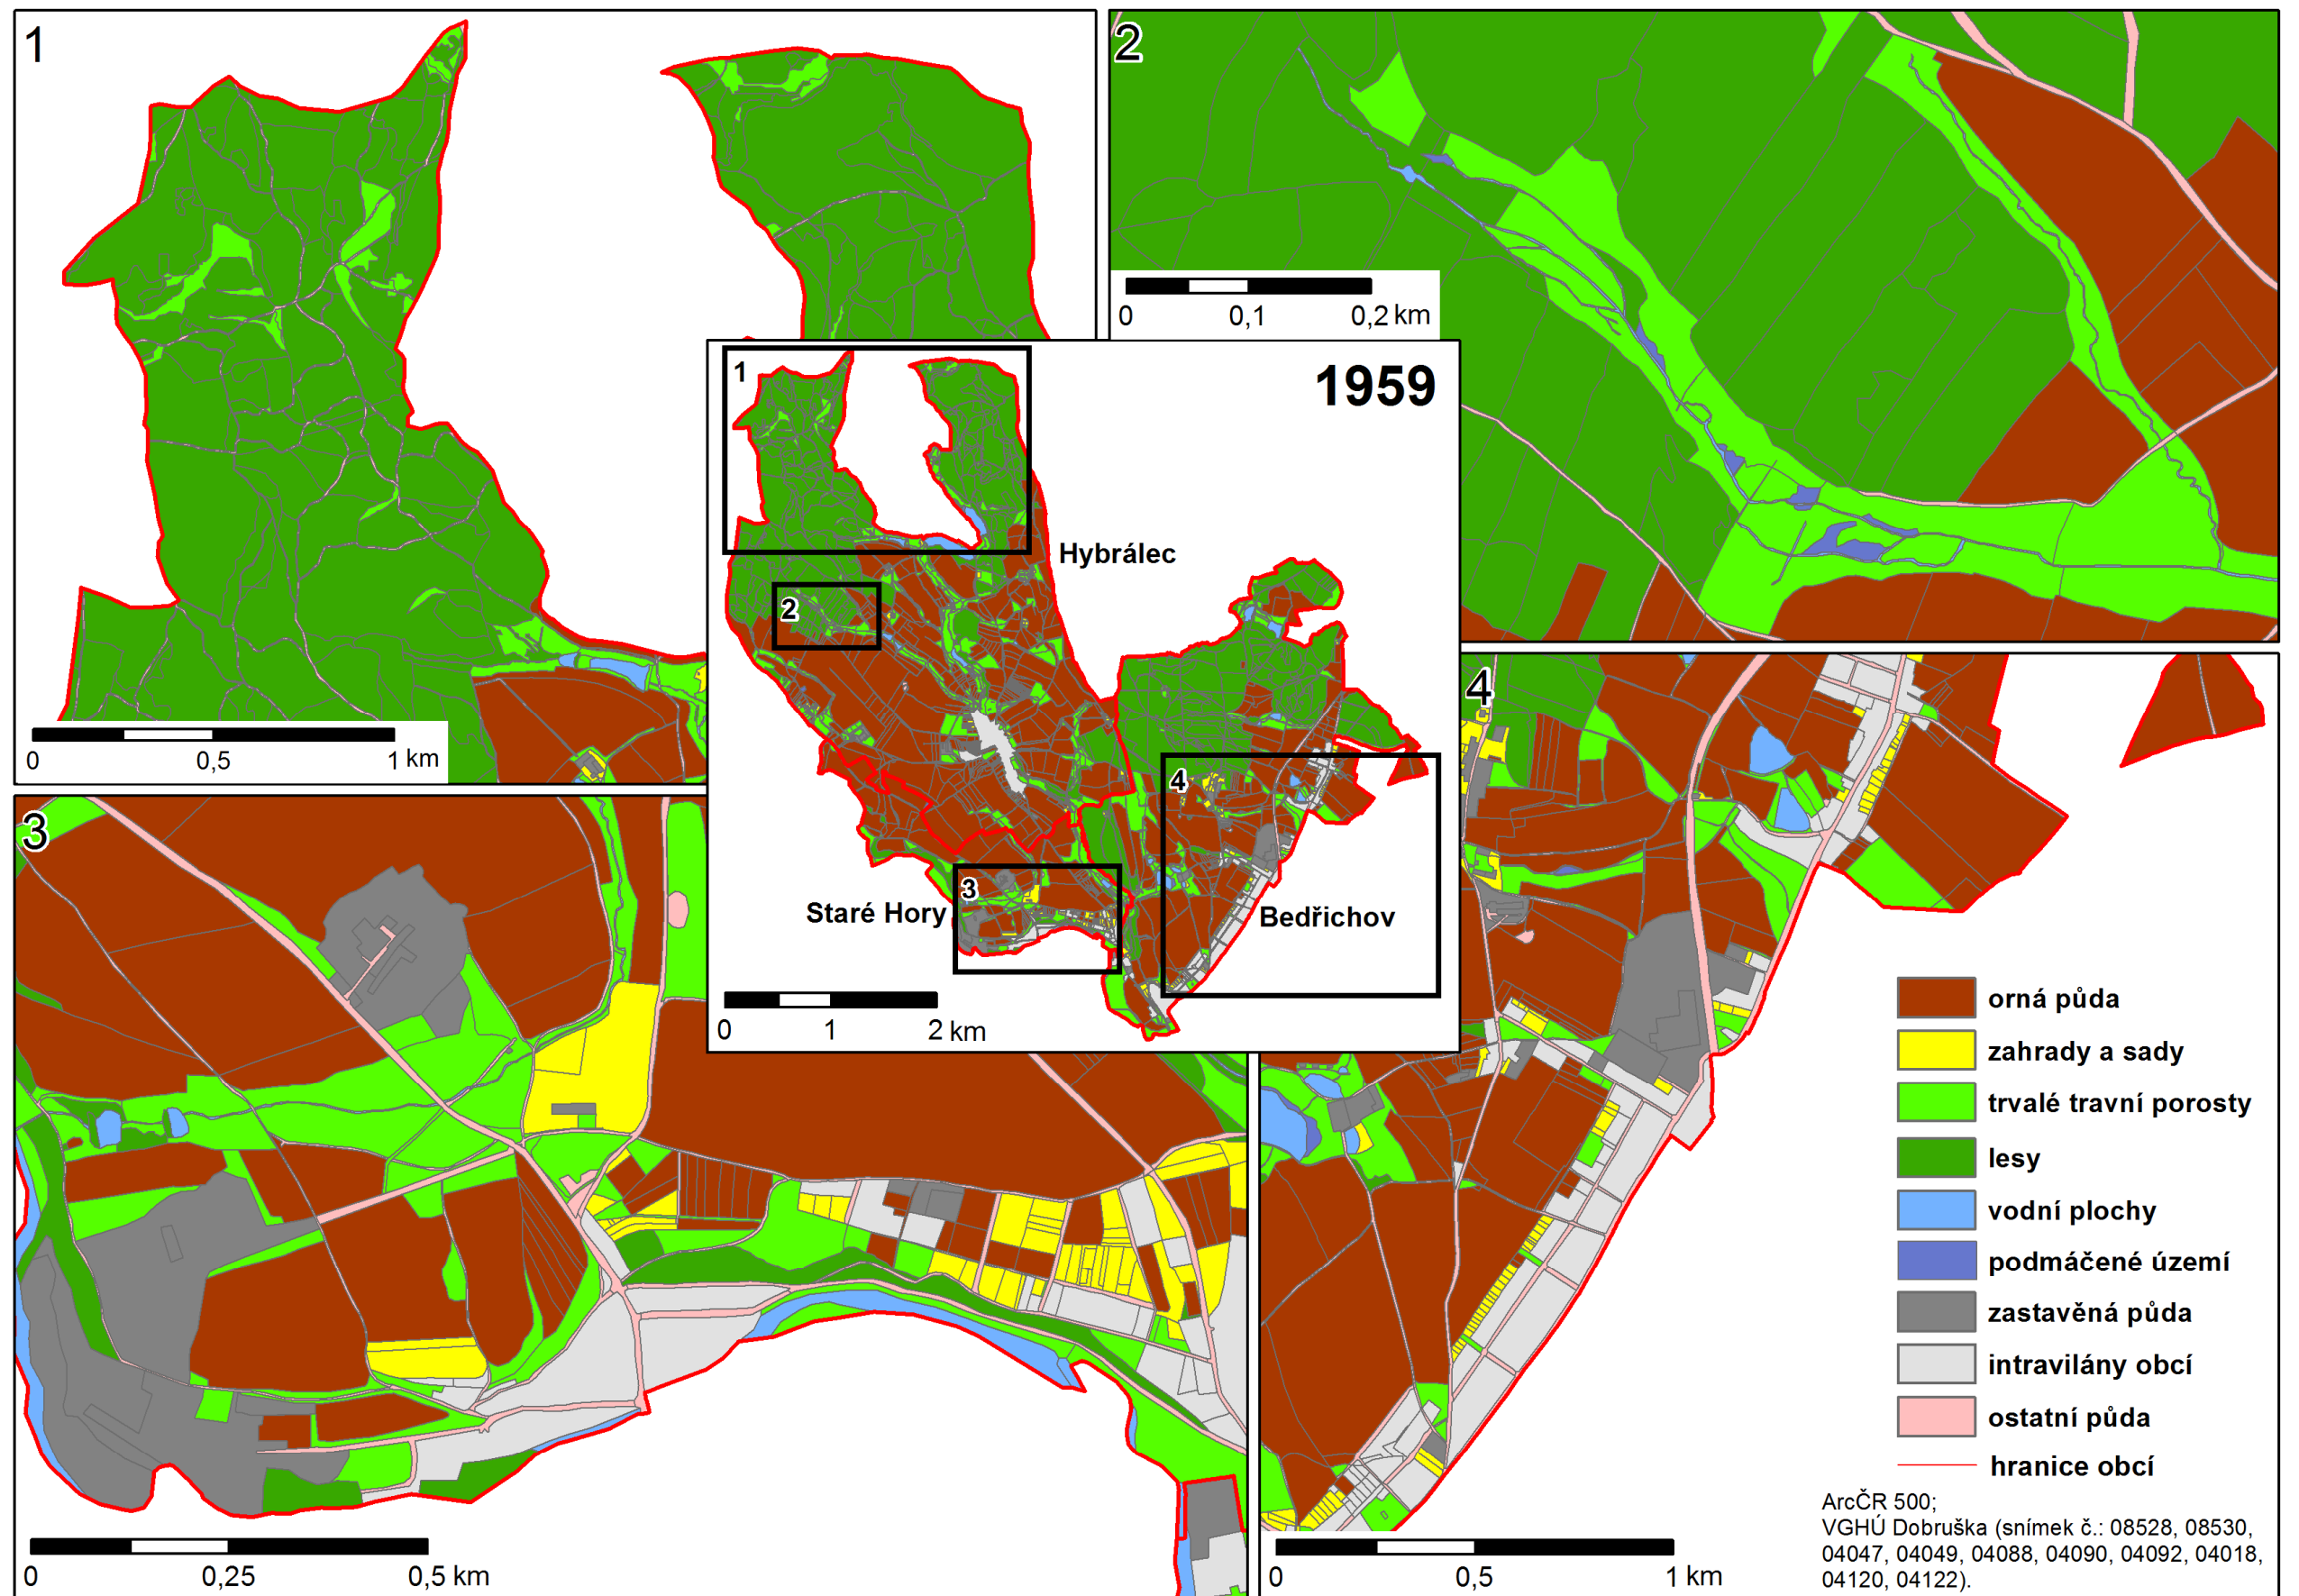 1
0 0,5 1 km
2
0 0,1 0,2 km
1959
1
Hybrálec
2
4
3
Staré Hory
Bedřichov
0 1 2 km
3
0 0,25 0,5 km
4
orná půda
zahrady a sady
trvalé travní porosty
lesy
vodní plochy
podmáčené území
zastavěná půda
intravilány obcí
ostatní půda
hranice obcí
ArcČR 500;
VGHÚ Dobruška (snímek č.: 08528, 08530,
04047, 04049, 04088, 04090, 04092, 04018,
04120, 04122).
0 0,5 1 km